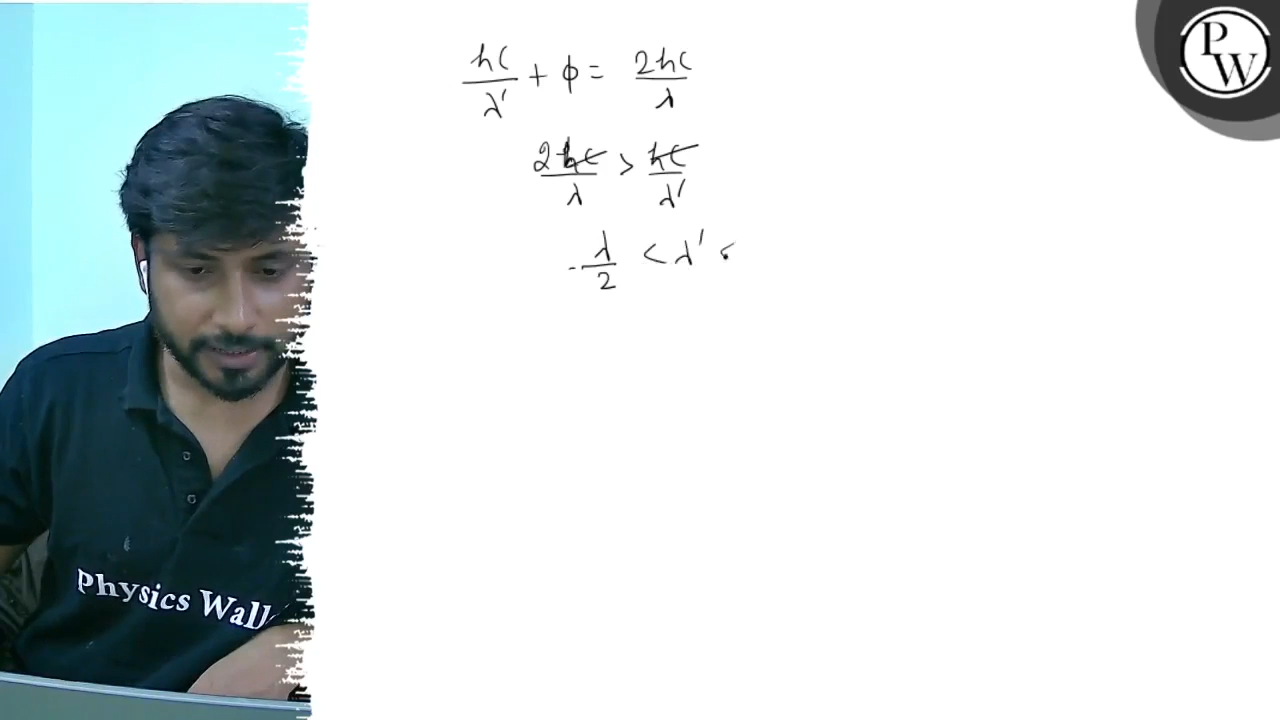 PW
hc/λ' + φ = 2hc/λ
2hc/λ > hc/λ'
λ/2 < λ'
Physics Wall